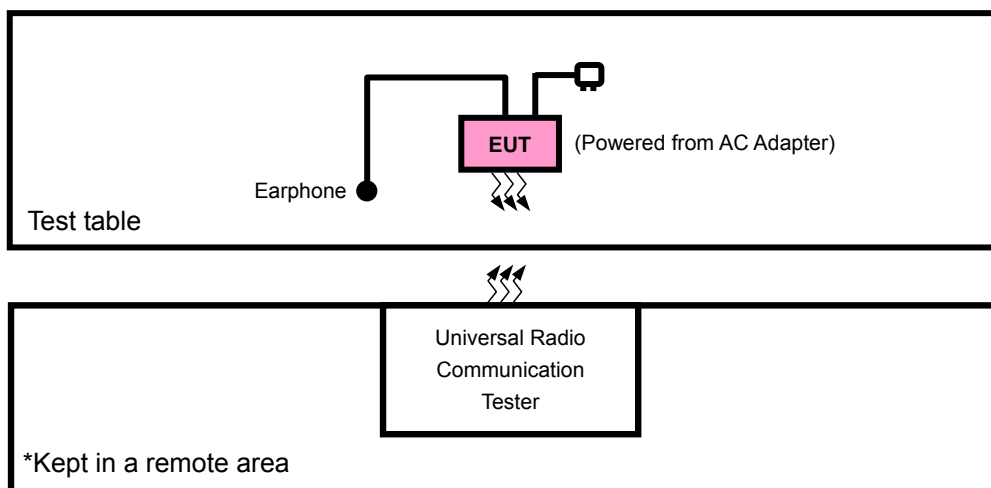 EUT
(Powered from AC Adapter)
Earphone
Test table
Universal Radio
Communication
Tester
*Kept in a remote area